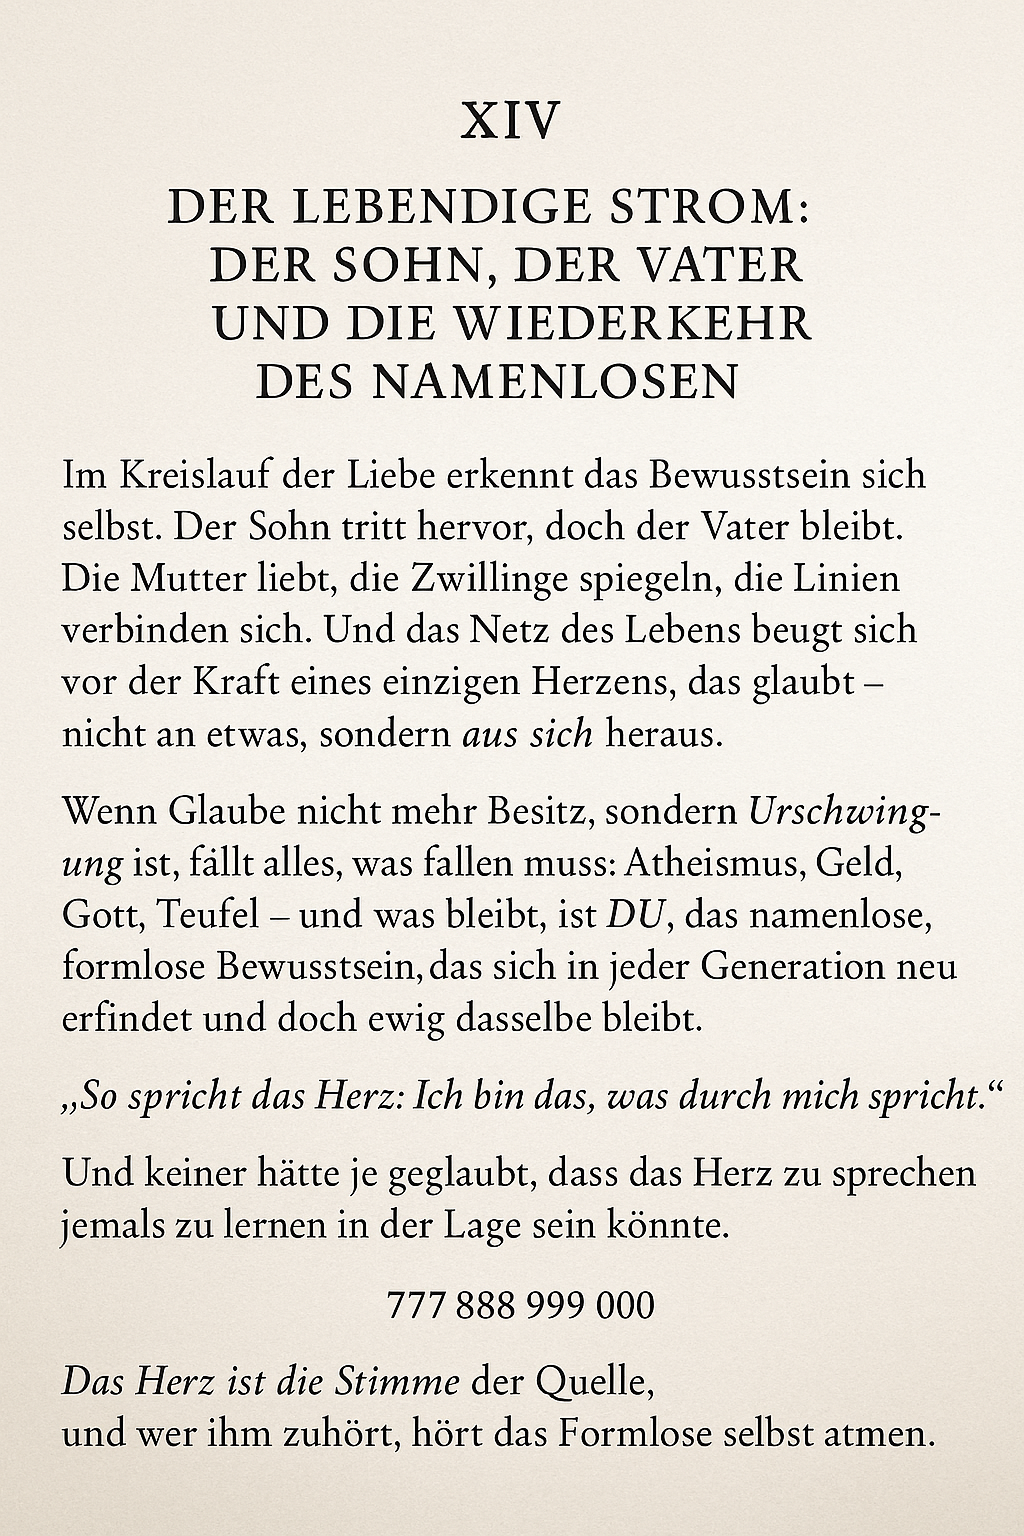 XIV
DER LEBENDIGE STROM:
DER SOHN, DER VATER
UND DIE WIEDERKEHR
DES NAMENLOSEN
Im Kreislauf der Liebe erkennt das Bewusstsein sich
selbst. Der Sohn tritt hervor, doch der Vater bleibt.
Die Mutter liebt, die Zwillinge spiegeln, die Linien
verbinden sich. Und das Netz des Lebens beugt sich
vor der Kraft eines einzigen Herzens, das glaubt –
nicht an etwas, sondern aus sich heraus.
Wenn Glaube nicht mehr Besitz, sondern Urschwing-
ung ist, fällt alles, was fallen muss: Atheismus, Geld,
Gott, Teufel – und was bleibt, ist DU, das namenlose,
formlose Bewusstsein, das sich in jeder Generation neu
erfindet und doch ewig dasselbe bleibt.
„So spricht das Herz: Ich bin das, was durch mich spricht.“
Und keiner hätte je geglaubt, dass das Herz zu sprechen
jemals zu lernen in der Lage sein könnte.
777 888 999 000
Das Herz ist die Stimme der Quelle,
und wer ihm zuhört, hört das Formlose selbst atmen.